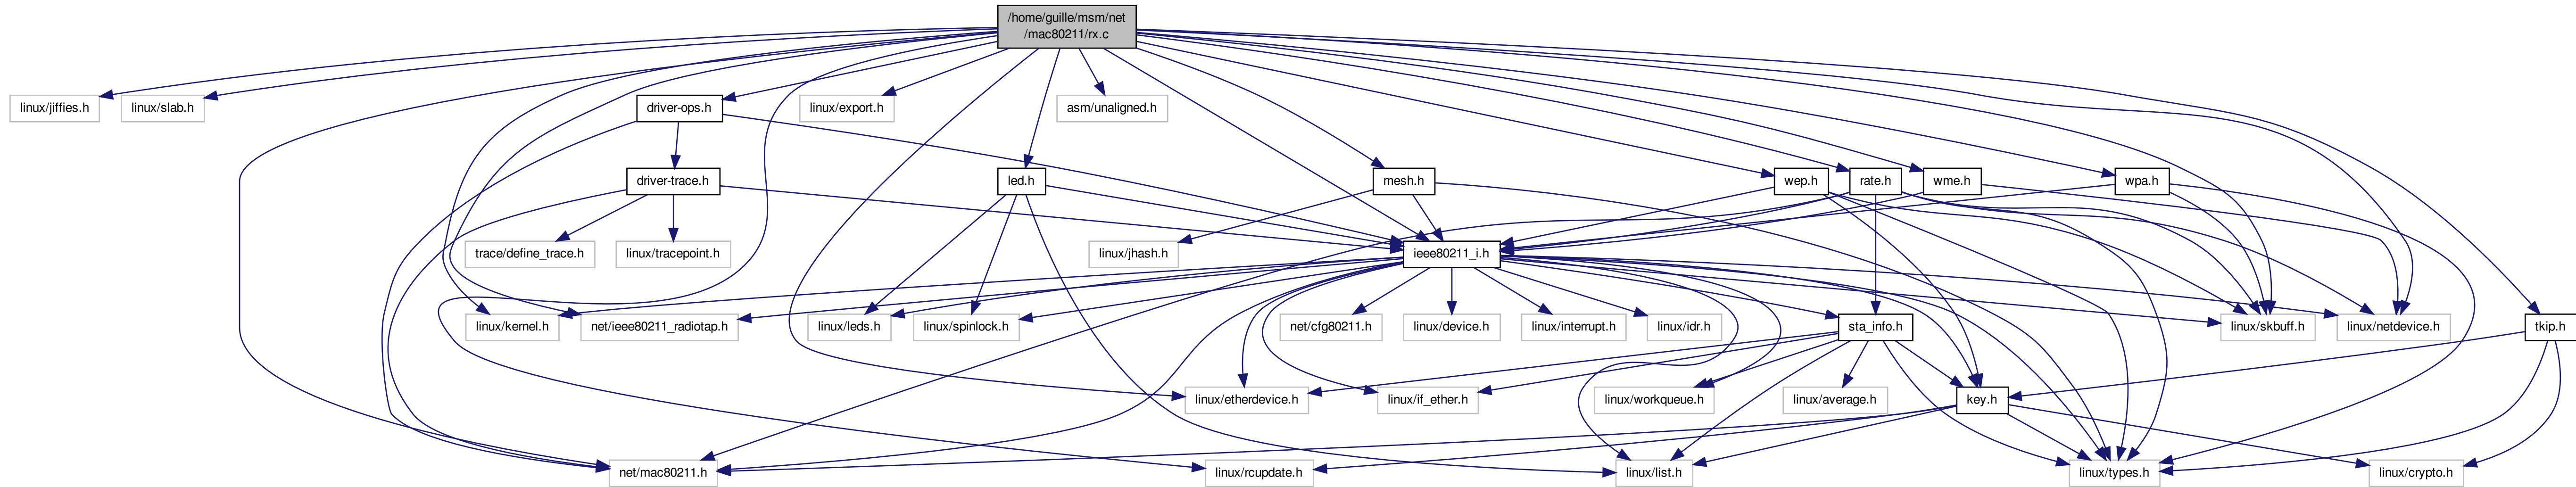 /home/guille/msm/net
/mac80211/rx.c
linux/jiffies.h
linux/slab.h
driver-ops.h
linux/export.h
asm/unaligned.h
driver-trace.h
led.h
mesh.h
wep.h
rate.h
wme.h
wpa.h
trace/define_trace.h
linux/tracepoint.h
linux/jhash.h
ieee80211_i.h
linux/kernel.h
net/ieee80211_radiotap.h
linux/leds.h
linux/spinlock.h
net/cfg80211.h
linux/device.h
linux/interrupt.h
linux/idr.h
sta_info.h
linux/skbuff.h
linux/netdevice.h
tkip.h
linux/etherdevice.h
linux/if_ether.h
linux/workqueue.h
linux/average.h
key.h
net/mac80211.h
linux/rcupdate.h
linux/list.h
linux/types.h
linux/crypto.h